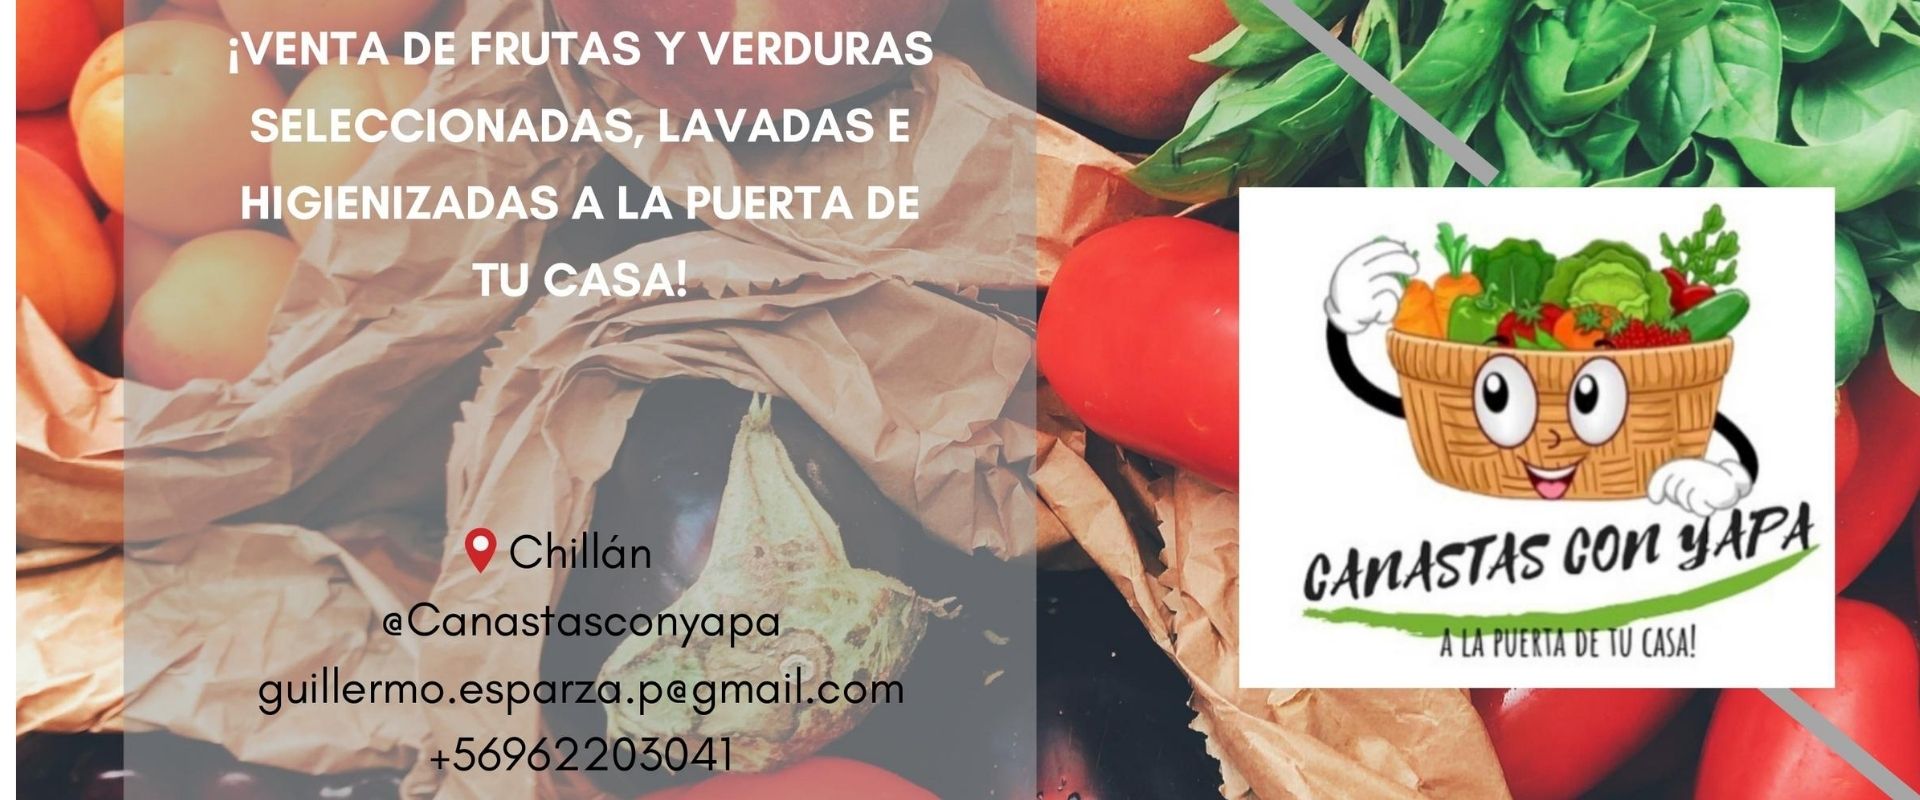 ¡VENTA DE FRUTAS Y VERDURAS
SELECCIONADAS, LAVADAS E
HIGIENIZADAS A LA PUERTA DE
TU CASA!
Chillán
@Canastasconyapa
guillermo.esparza.p@gmail.com
+56962203041
CANASTAS CON YAPA
A LA PUERTA DE TU CASA!